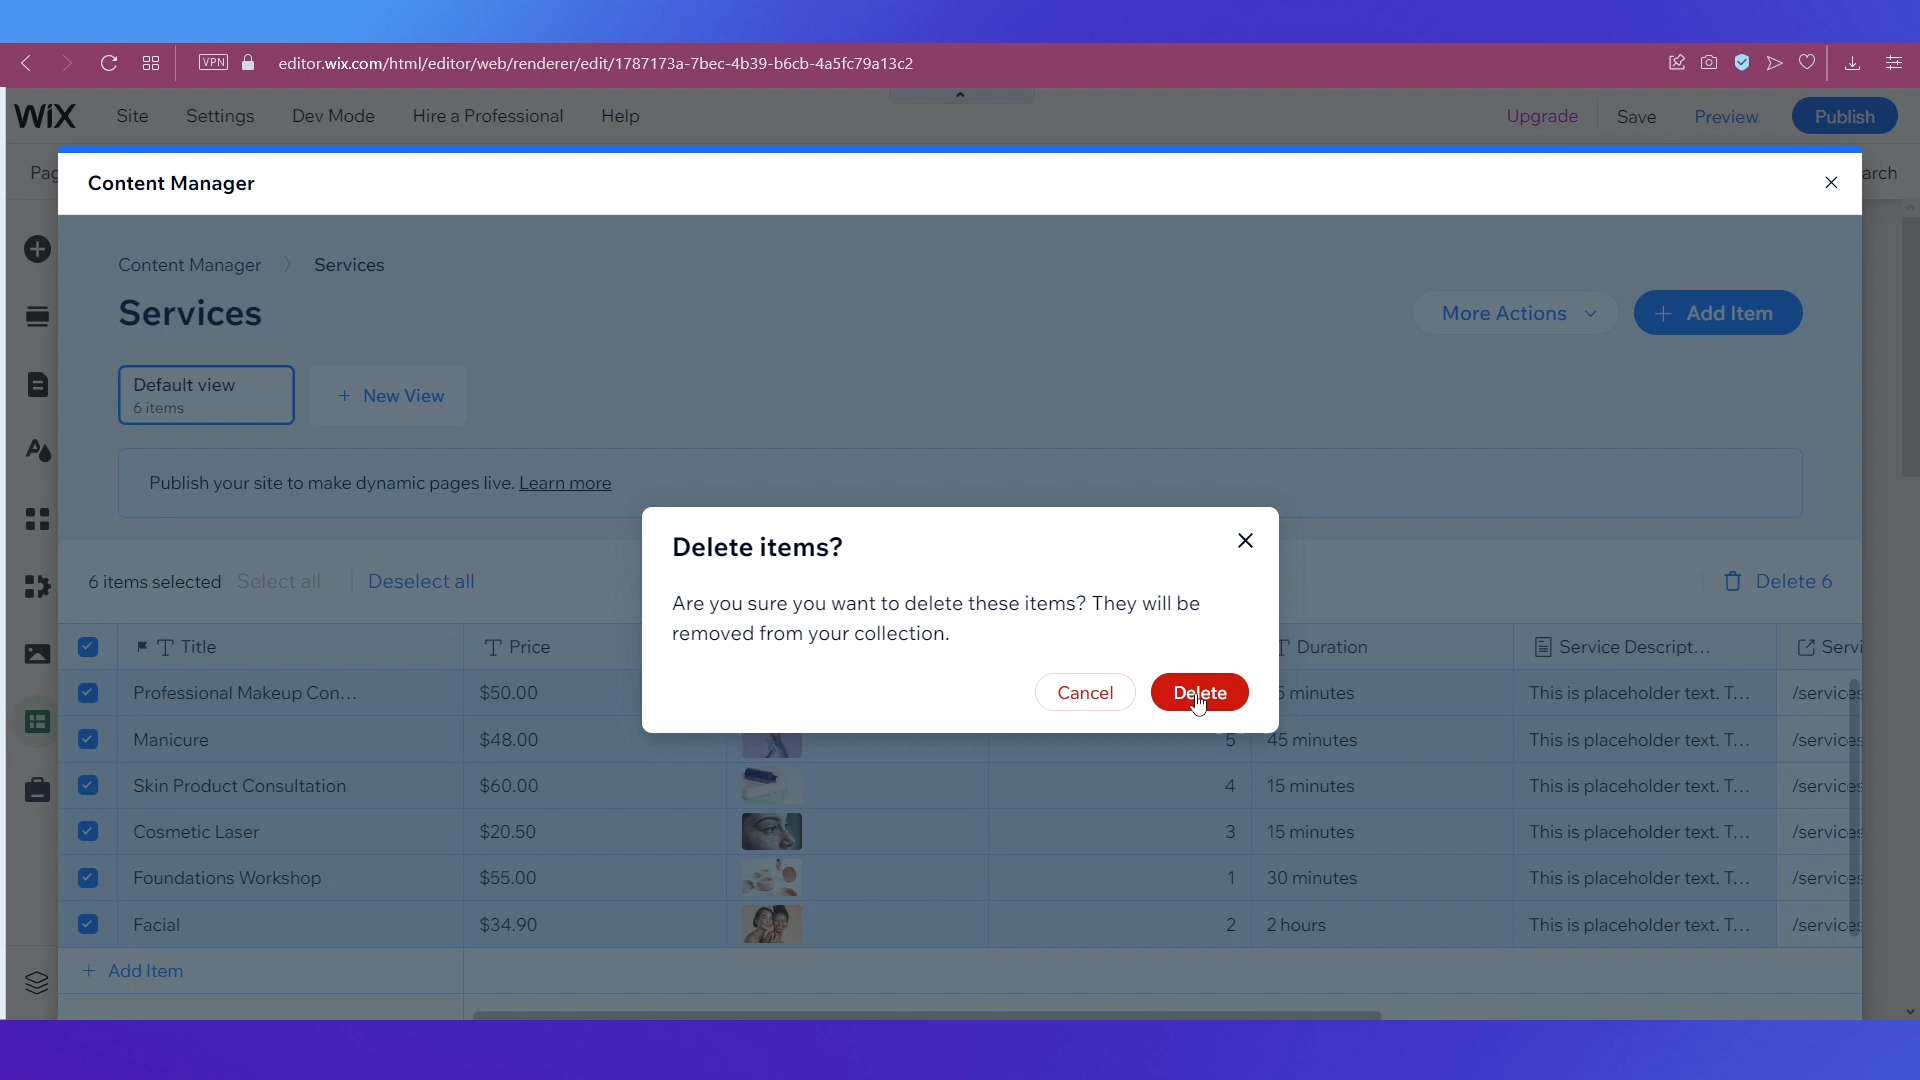 VPN editor.wix.com/html/editor/web/renderer/edit/1787173a-7bec-4b39-b6cb-4a5fc79a13c2
WiX Site Settings Dev Mode Hire a Professional Help Upgrade Save Preview Publish
Pag arch
Content Manager
Content Manager Services
Services
More Actions + Add Item
Default view
6 items
+ New View
Publish your site to make dynamic pages live. Learn more
Delete items?
Are you sure you want to delete these items? They will be
removed from your collection.
Cancel Delete
6 items selected Select all Deselect all Delete 6
Title Price Duration Service Descript... Servi
Professional Makeup Con... $50.00 5 minutes This is placeholder text. T... /services
Manicure $48.00 5 45 minutes This is placeholder text. T... /services
Skin Product Consultation $60.00 4 15 minutes This is placeholder text. T... /services
Cosmetic Laser $20.50 3 15 minutes This is placeholder text. T... /services
Foundations Workshop $55.00 1 30 minutes This is placeholder text. T... /services
Facial $34.90 2 2 hours This is placeholder text. T... /services
+ Add Item